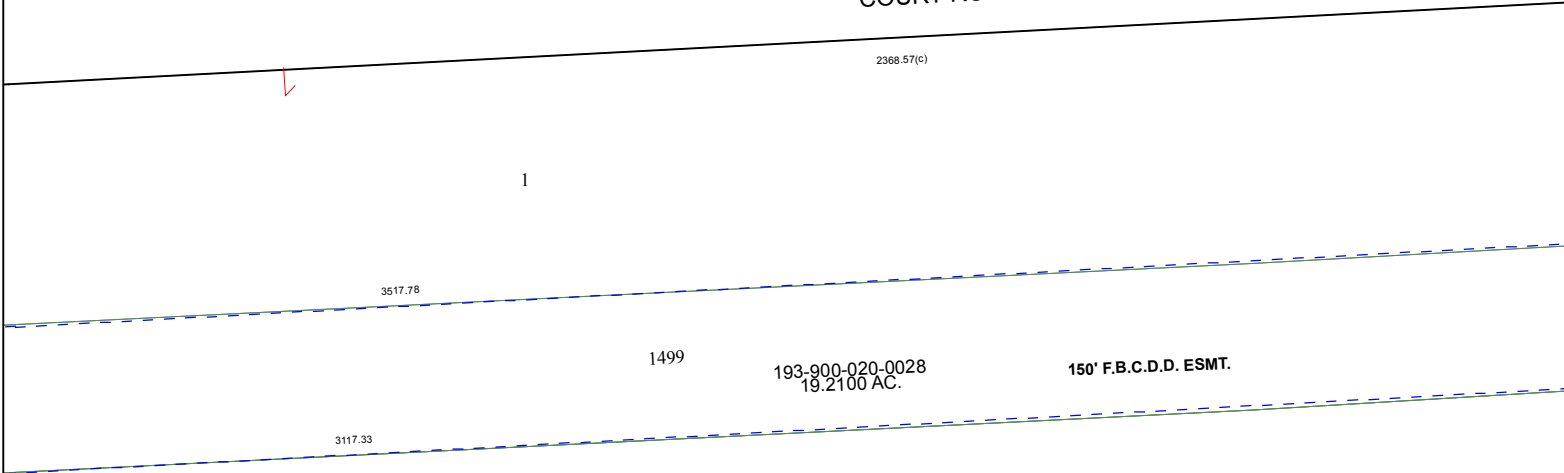 2368.57(c)
1
3517.78
1499
193-900-020-0028
19.2100 AC.
150' F.B.C.D.D. ESMT.
3117.33